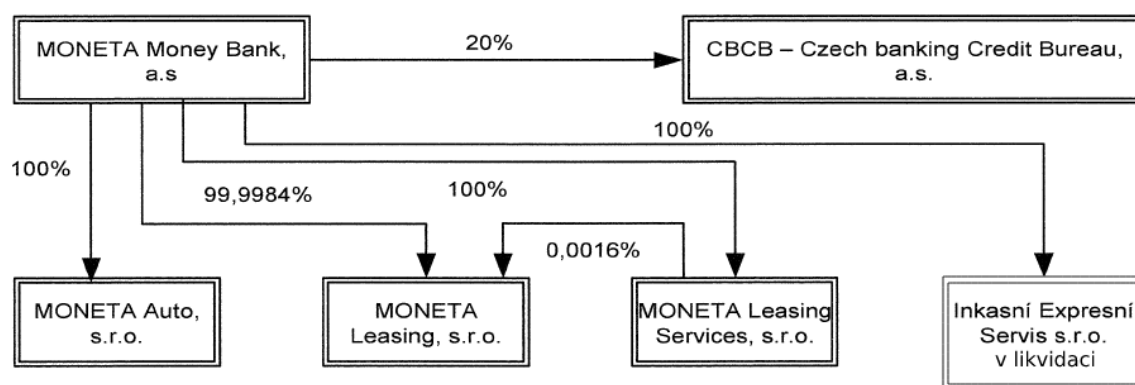 MONETA Money Bank,
a.s
20%
CBCB – Czech banking Credit Bureau,
a.s.
100%
100%
99,9984%
100%
0,0016%
MONETA Auto,
s.r.o.
MONETA
Leasing, s.r.o.
MONETA Leasing
Services, s.r.o.
Inkasní Expresní
Servis s.r.o.
v likvidaci